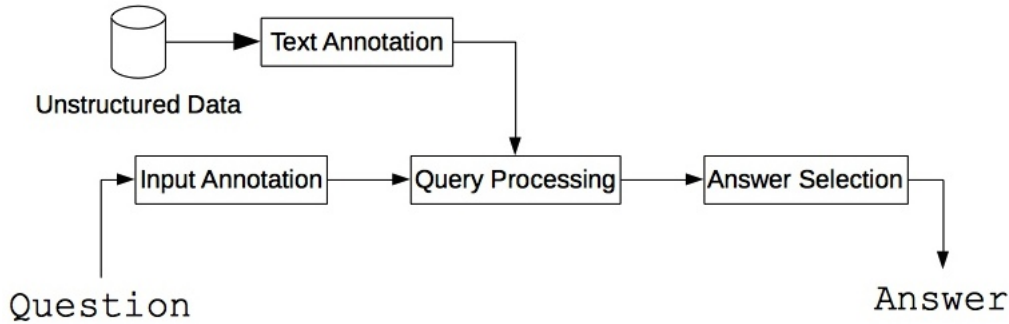 Text Annotation
Unstructured Data
Input Annotation
Query Processing
Answer Selection
Question
Answer